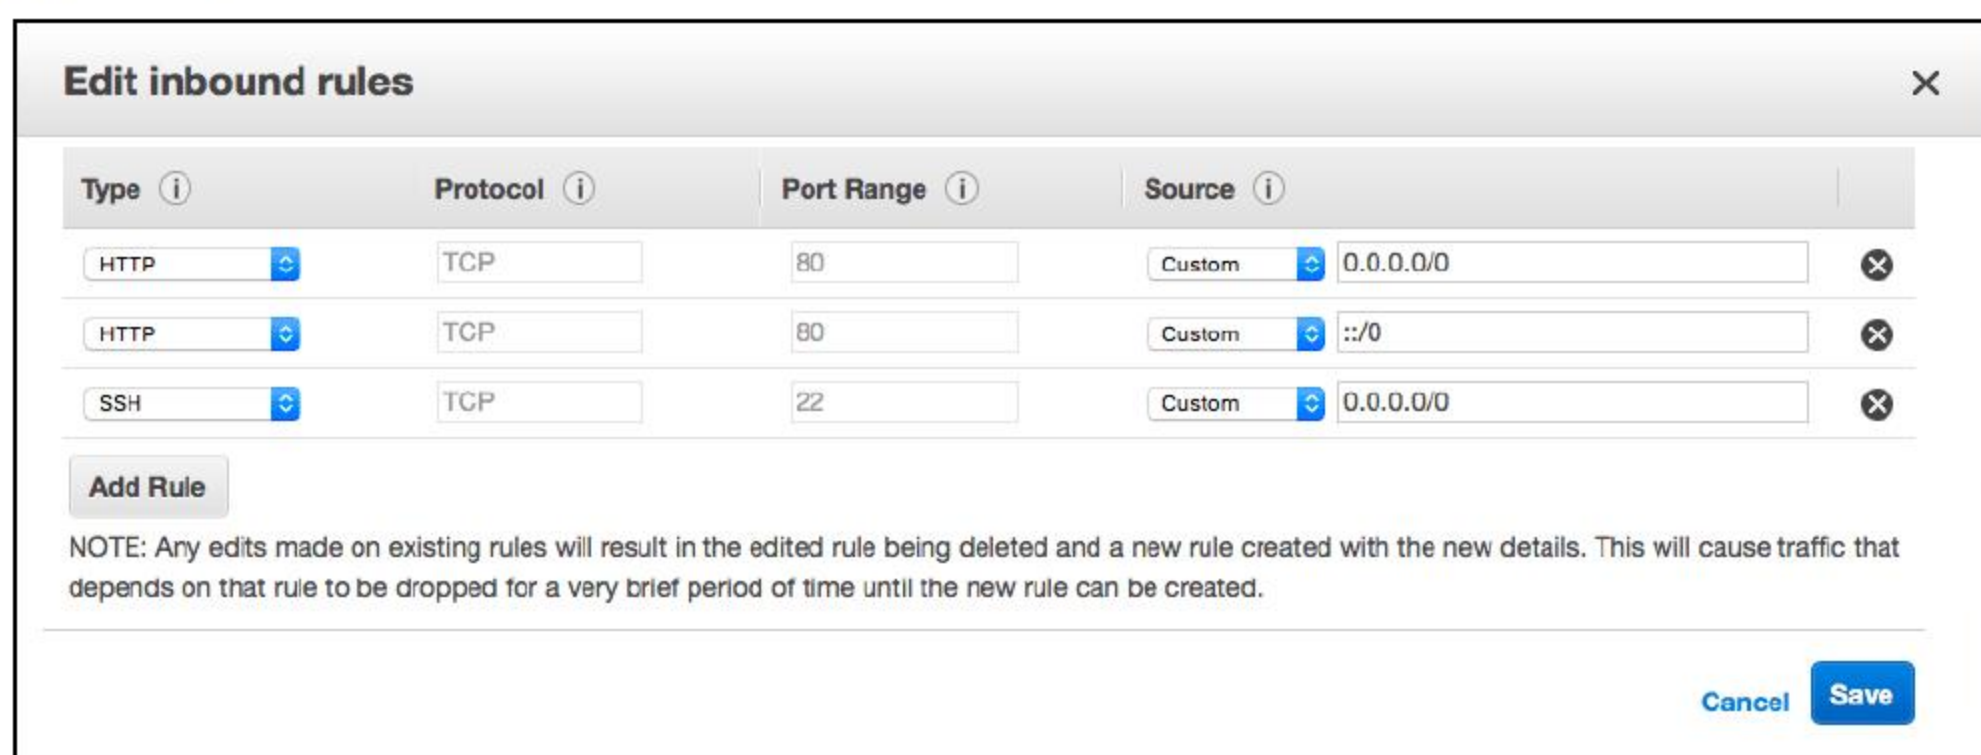 Edit inbound rules
Type Protocol Port Range Source
HTTP TCP 80 Custom 0.0.0.0/0
HTTP TCP 80 Custom ::/0
SSH TCP 22 Custom 0.0.0.0/0
Add Rule
NOTE: Any edits made on existing rules will result in the edited rule being deleted and a new rule created with the new details. This will cause traffic that
depends on that rule to be dropped for a very brief period of time until the new rule can be created.
Cancel Save